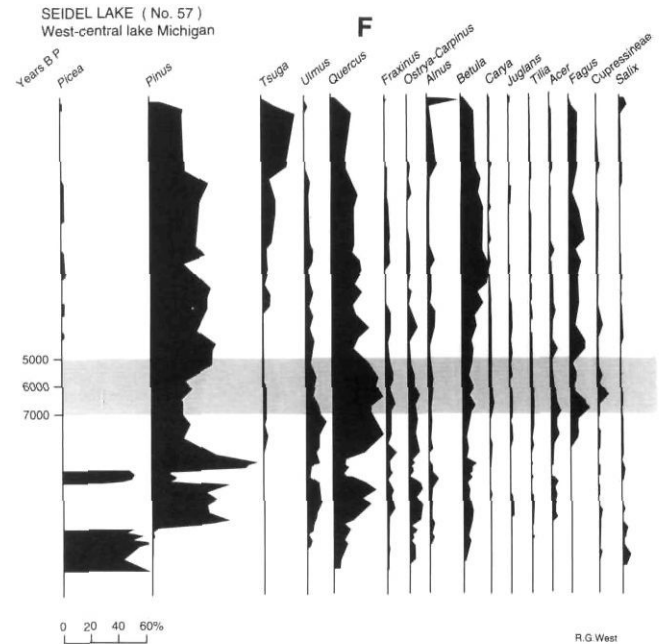 SEIDEL LAKE (No. 57)
West-central lake Michigan
F
Years B P
Picea
Pinus
Tsuga
Ulmus
Quercus
Fraxinus
Ostrya-Carpinus
Alnus
Betula
Carya
Juglans
Tilia
Acer
Fagus
Cupressineae
Salix
5000
6000
7000
0 20 40 60%
R.G West